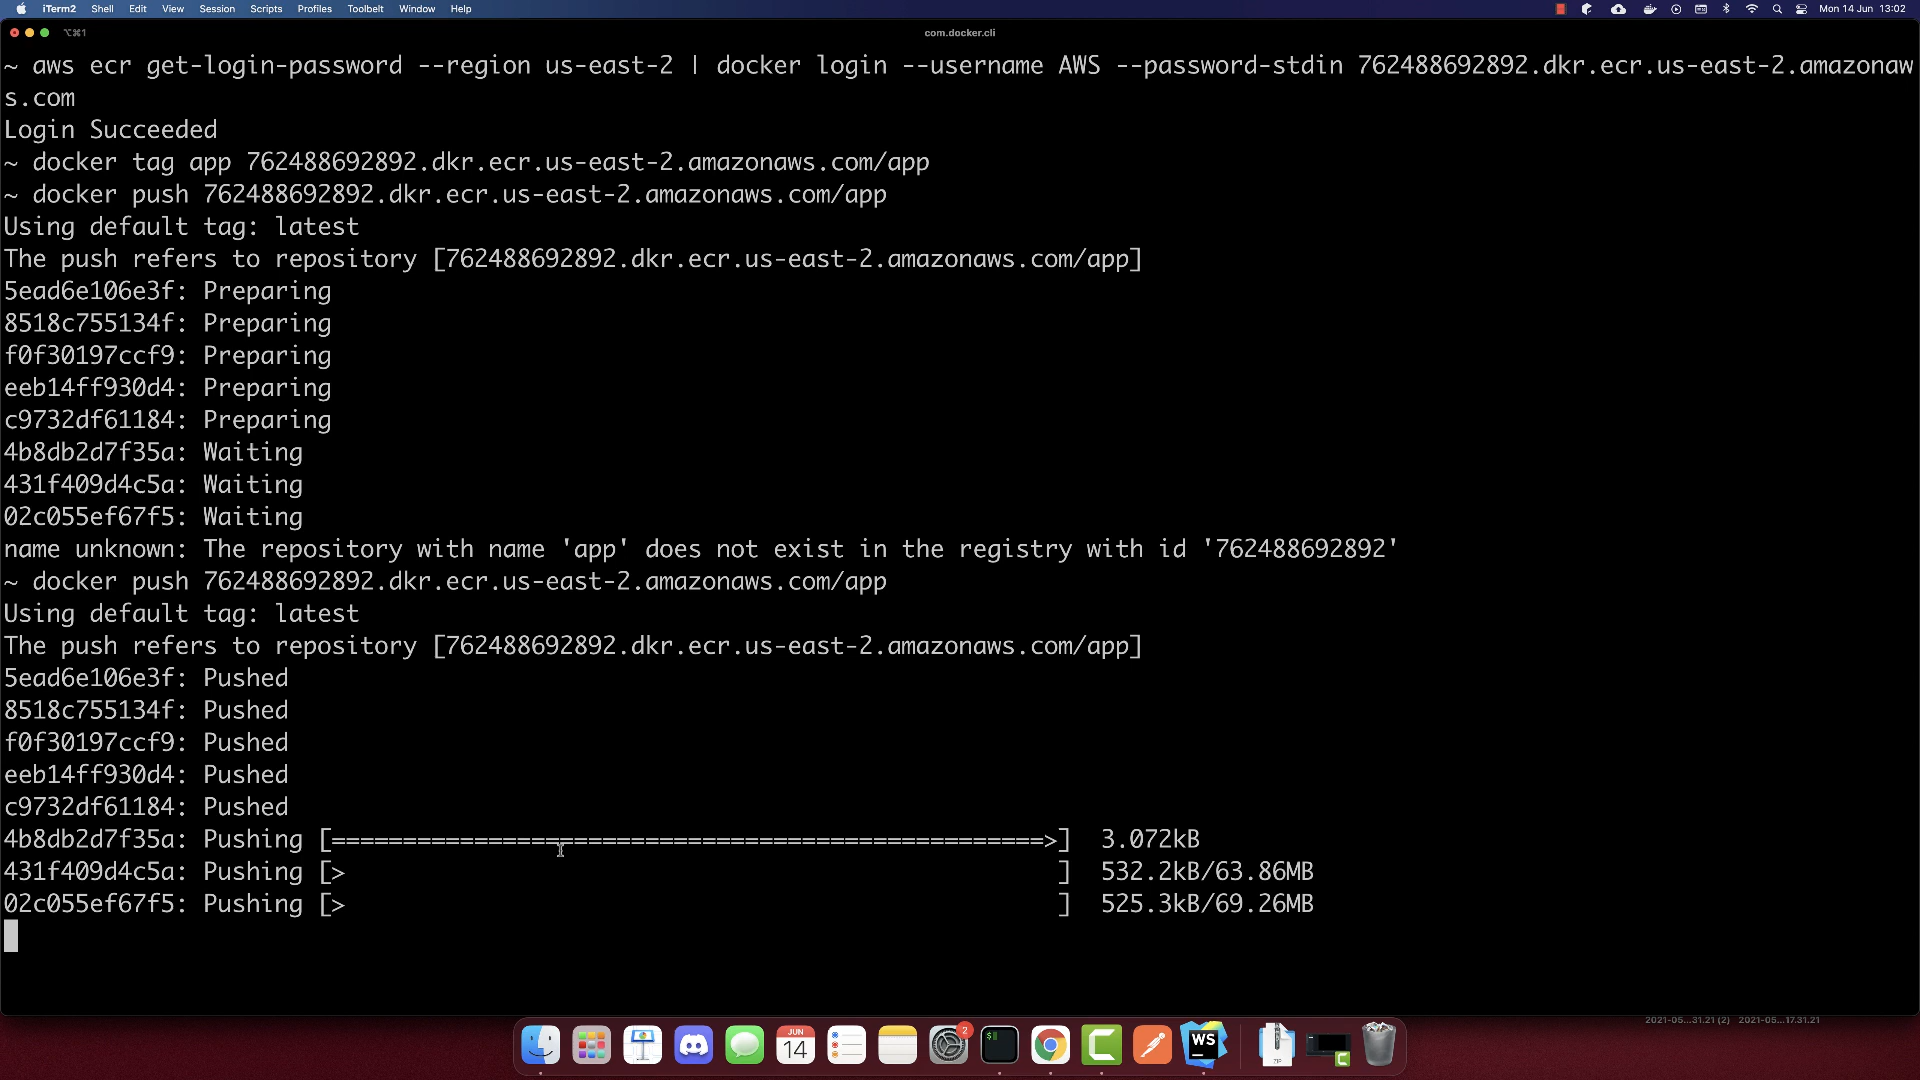 iTerm2 Shell Edit View Session Scripts Profiles Toolbelt Window Help Mon 14 Jun 13:02
⌥⌘1 com.docker.cli
~ aws ecr get-login-password --region us-east-2 | docker login --username AWS --password-stdin 762488692892.dkr.ecr.us-east-2.amazonaw
s.com
Login Succeeded
~ docker tag app 762488692892.dkr.ecr.us-east-2.amazonaws.com/app
~ docker push 762488692892.dkr.ecr.us-east-2.amazonaws.com/app
Using default tag: latest
The push refers to repository [762488692892.dkr.ecr.us-east-2.amazonaws.com/app]
5ead6e106e3f: Preparing
8518c755134f: Preparing
f0f30197ccf9: Preparing
eeb14ff930d4: Preparing
c9732df61184: Preparing
4b8db2d7f35a: Waiting
431f409d4c5a: Waiting
02c055ef67f5: Waiting
name unknown: The repository with name 'app' does not exist in the registry with id '762488692892'
~ docker push 762488692892.dkr.ecr.us-east-2.amazonaws.com/app
Using default tag: latest
The push refers to repository [762488692892.dkr.ecr.us-east-2.amazonaws.com/app]
5ead6e106e3f: Pushed
8518c755134f: Pushed
f0f30197ccf9: Pushed
eeb14ff930d4: Pushed
c9732df61184: Pushed
4b8db2d7f35a: Pushing [==================================================>] 3.072kB
431f409d4c5a: Pushing [> ] 532.2kB/63.86MB
02c055ef67f5: Pushing [> ] 525.3kB/69.26MB
2021-05...31.21 (2) 2021-05...17.31.21
JUN
14
2
WS
ZIP